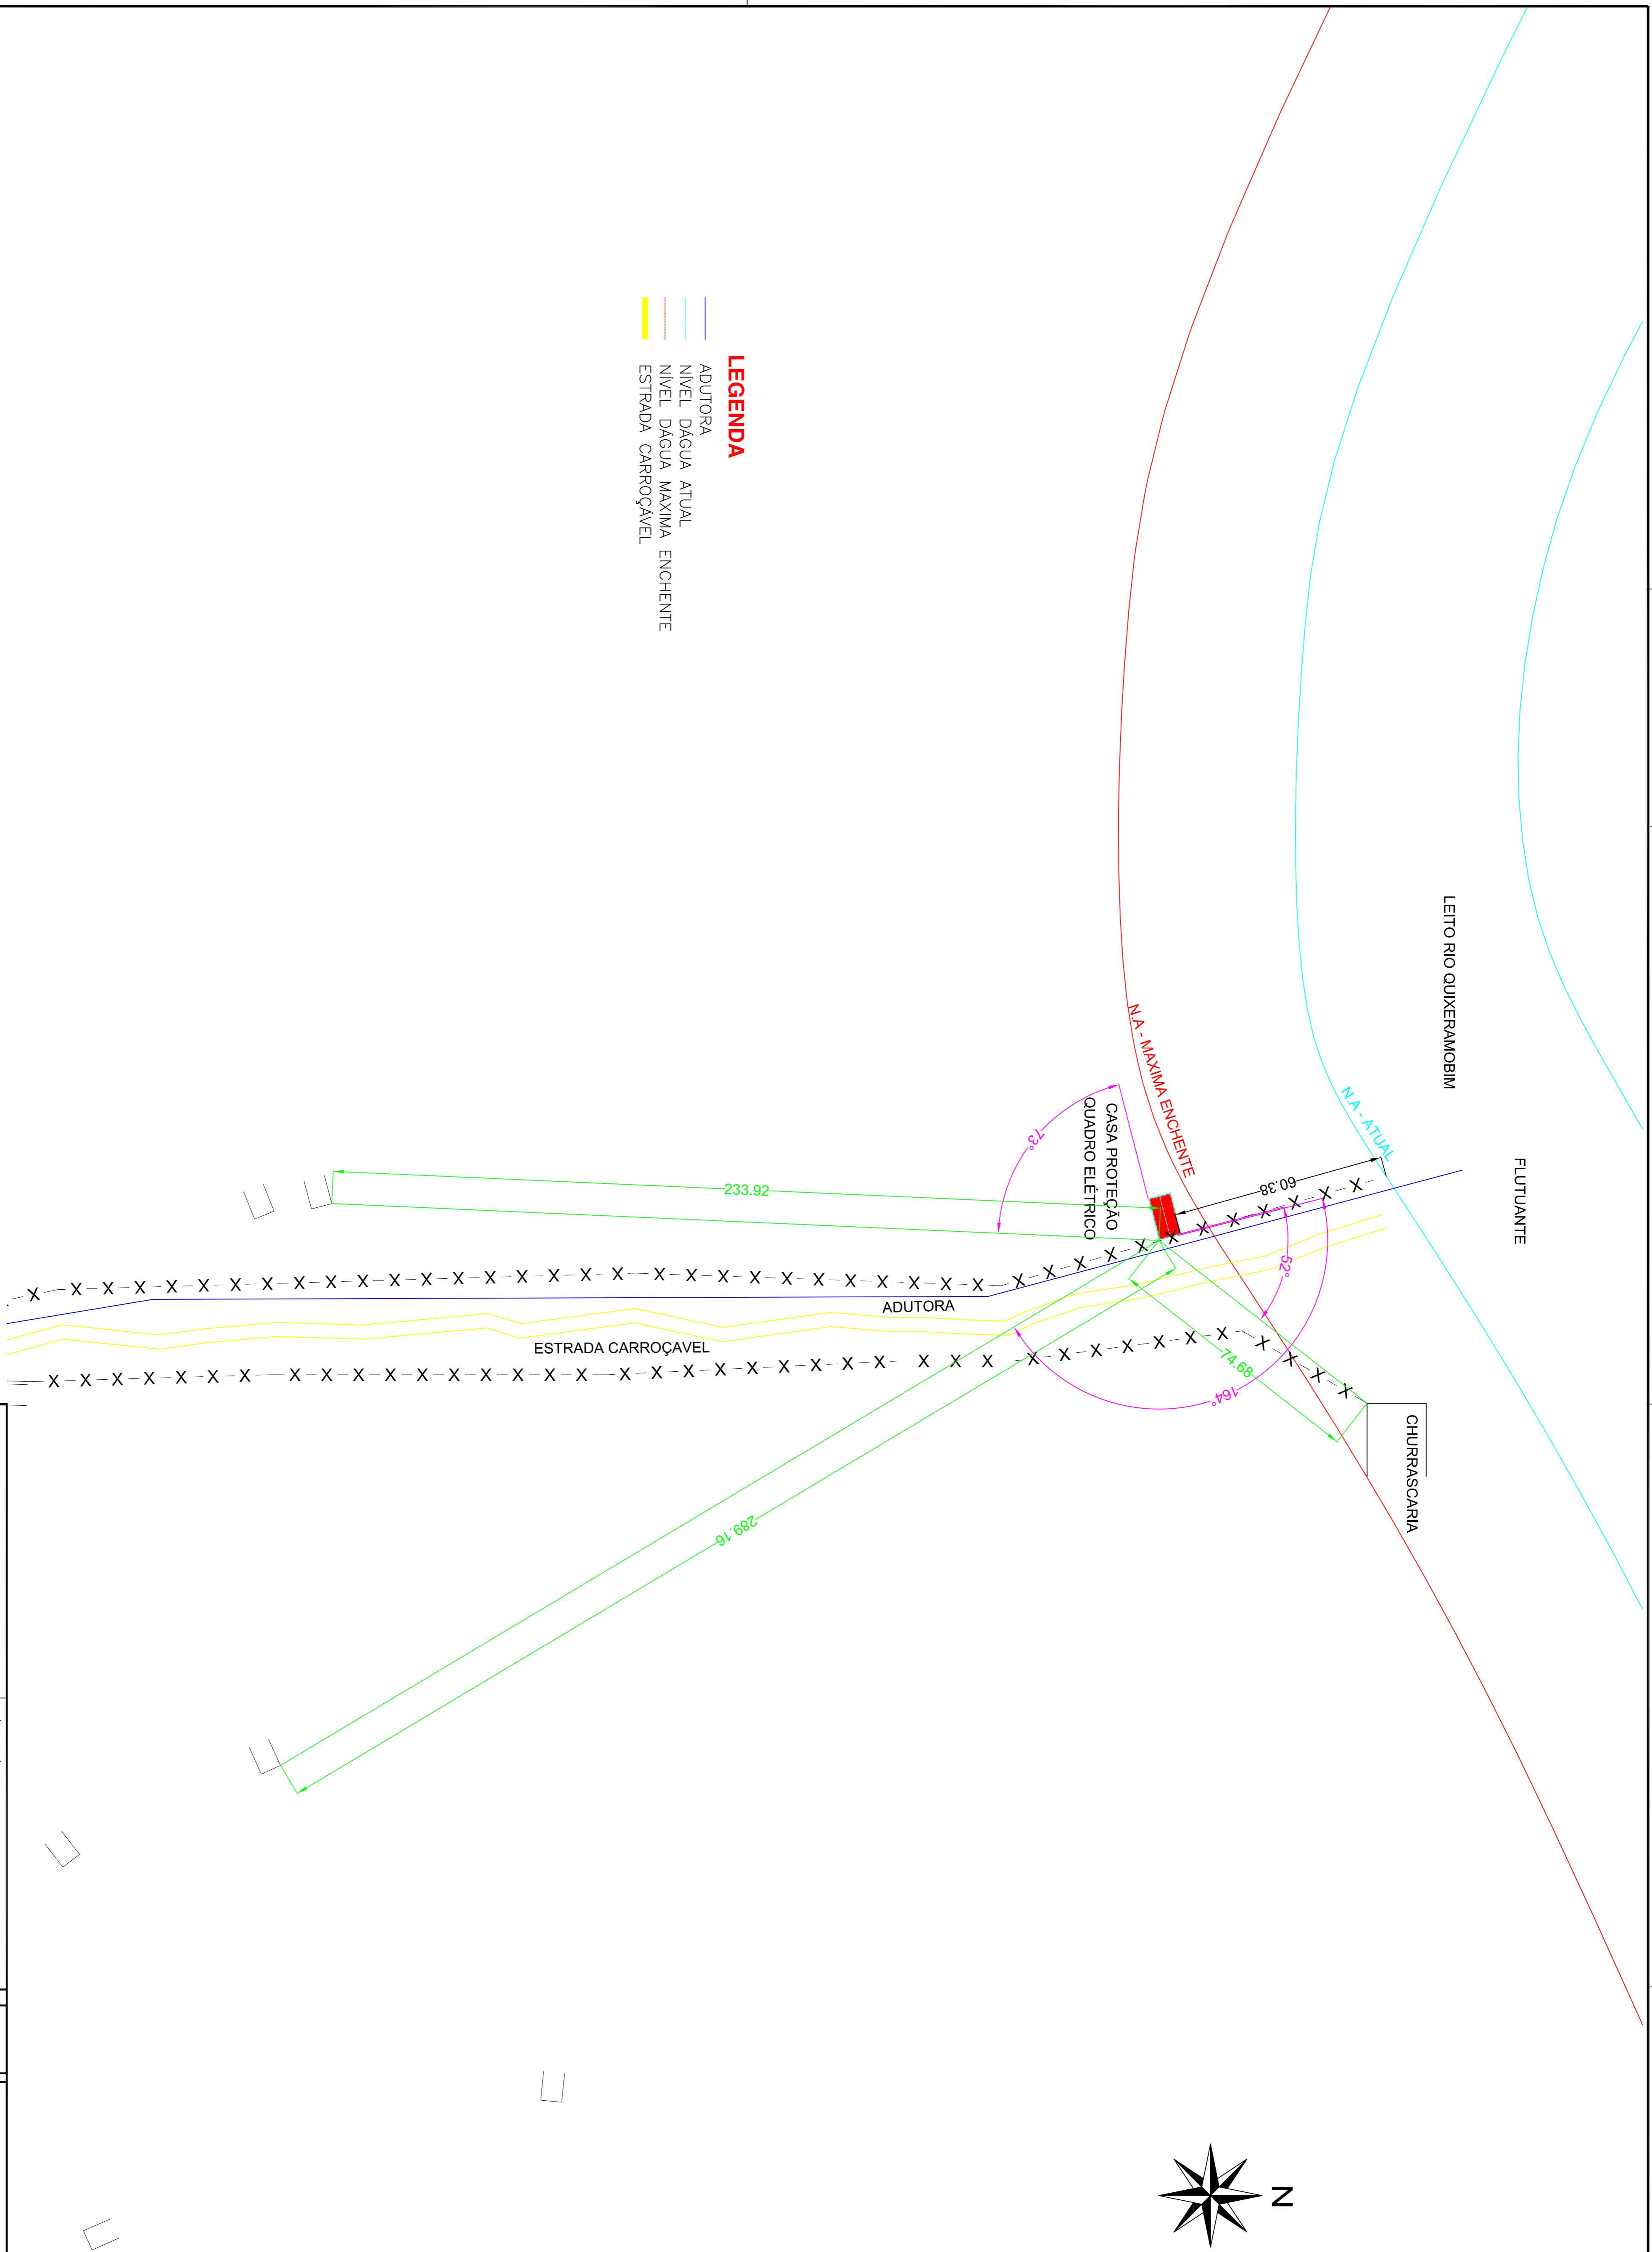 LEITO RIO QUIXERAMOBIM
FLUTUANTE
N.A - ATUAL
N.A - MAXIMA ENCHENTE
60.38
CASA PROTEÇÃO
QUADRO ELÉTRICO
73°
52°
164°
74.68
CHURRASCARIA
233.92
289.16
ADUTORA
ESTRADA CARROÇAVEL
LEGENDA
ADUTORA
NÍVEL DÁGUA ATUAL
NÍVEL DÁGUA MAXIMA ENCHENTE
ESTRADA CARROÇÁVEL
N